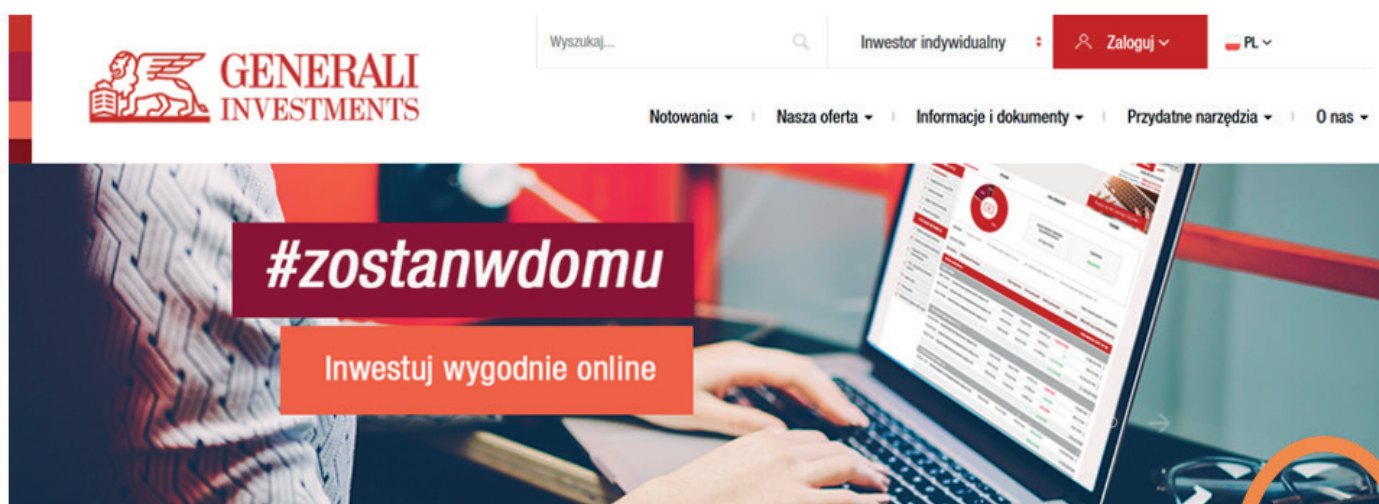 GENERALI
INVESTMENTS
Wyszukaj...
Inwestor indywidualny
Zaloguj
PL
Notowania
Nasza oferta
Informacje i dokumenty
Przydatne narzędzia
O nas
#zostanwdomu
Inwestuj wygodnie online